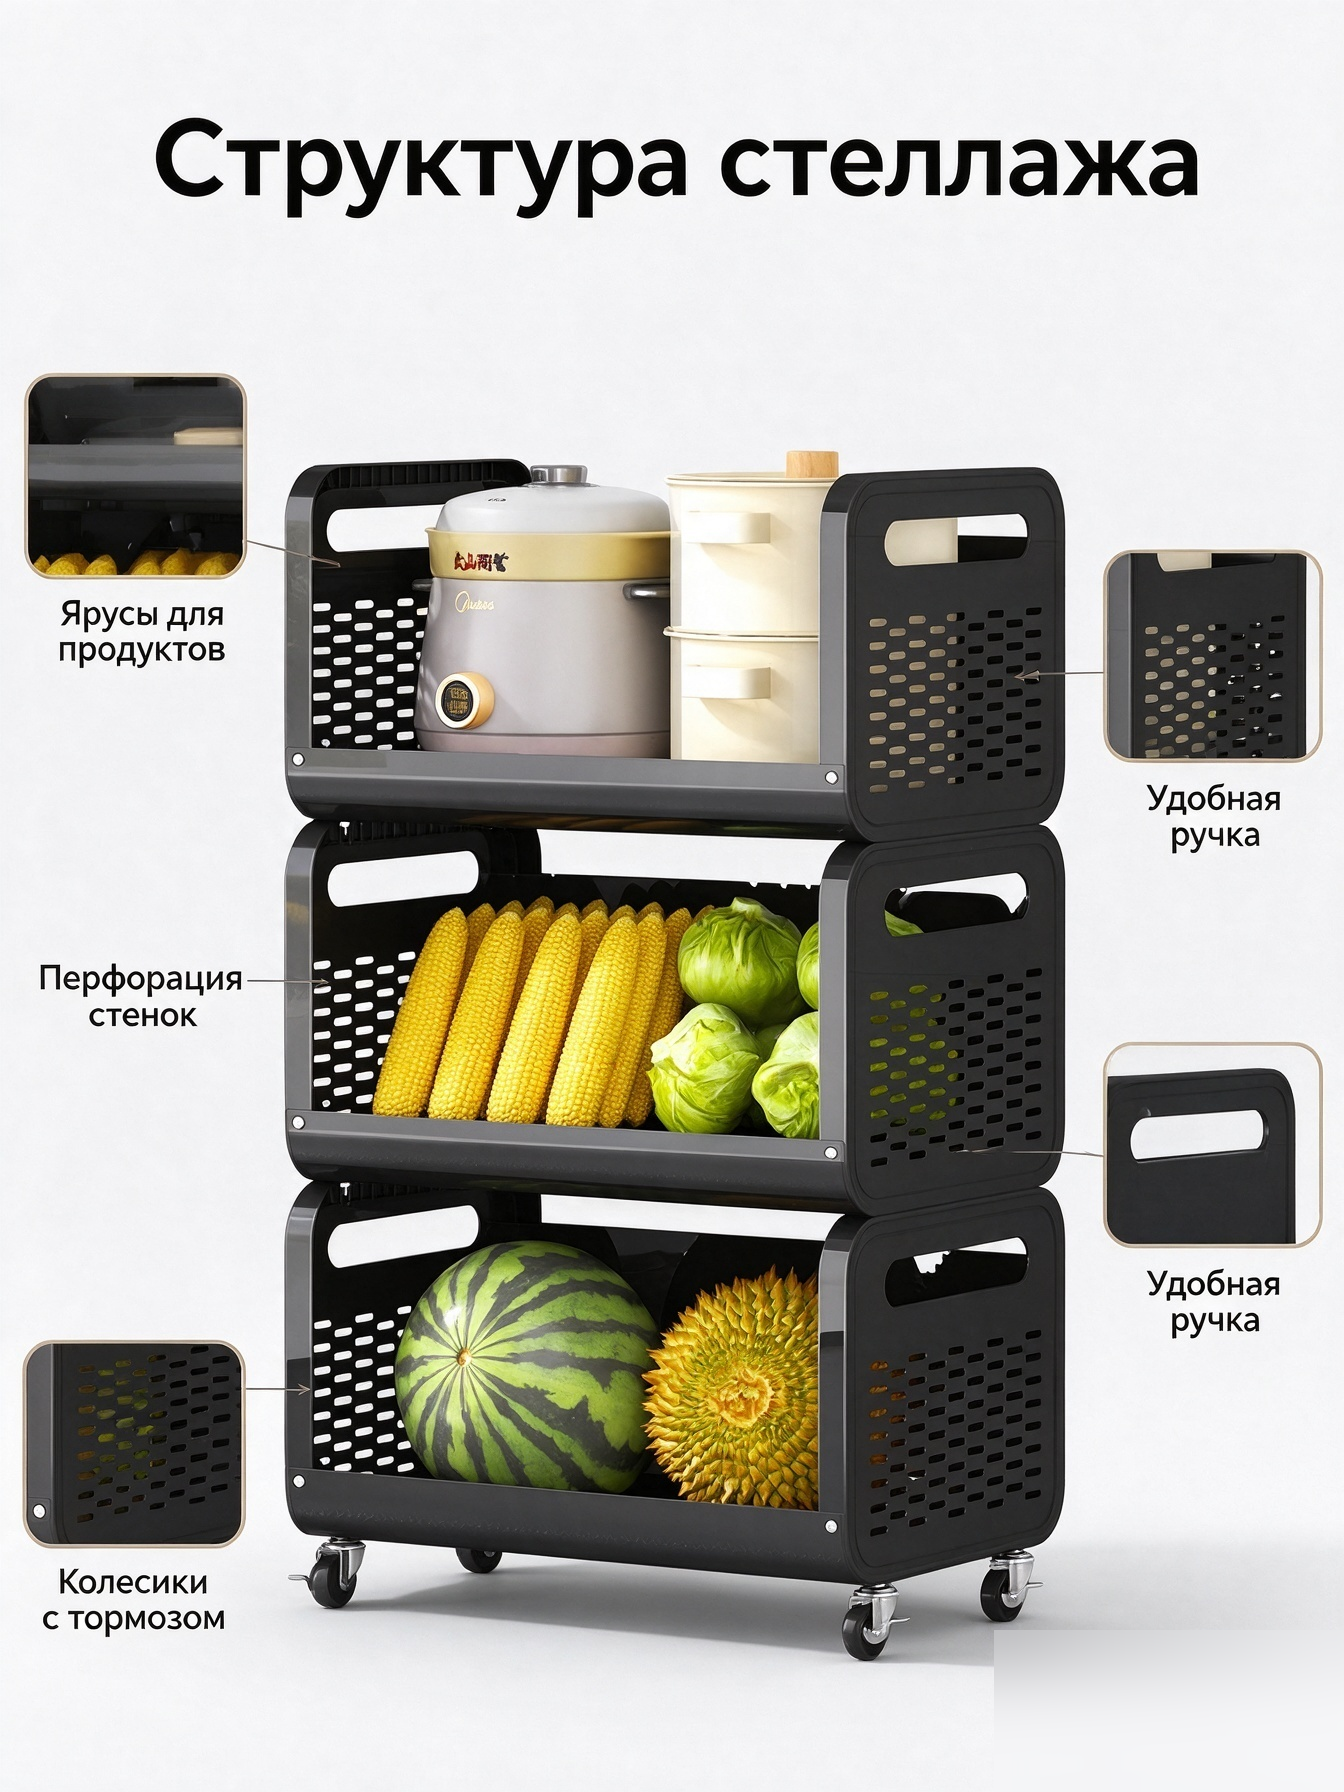 Структура стеллажа
Ярусы для
продуктов
Удобная
ручка
Перфорация
стенок
Удобная
ручка
Колесики
с тормозом